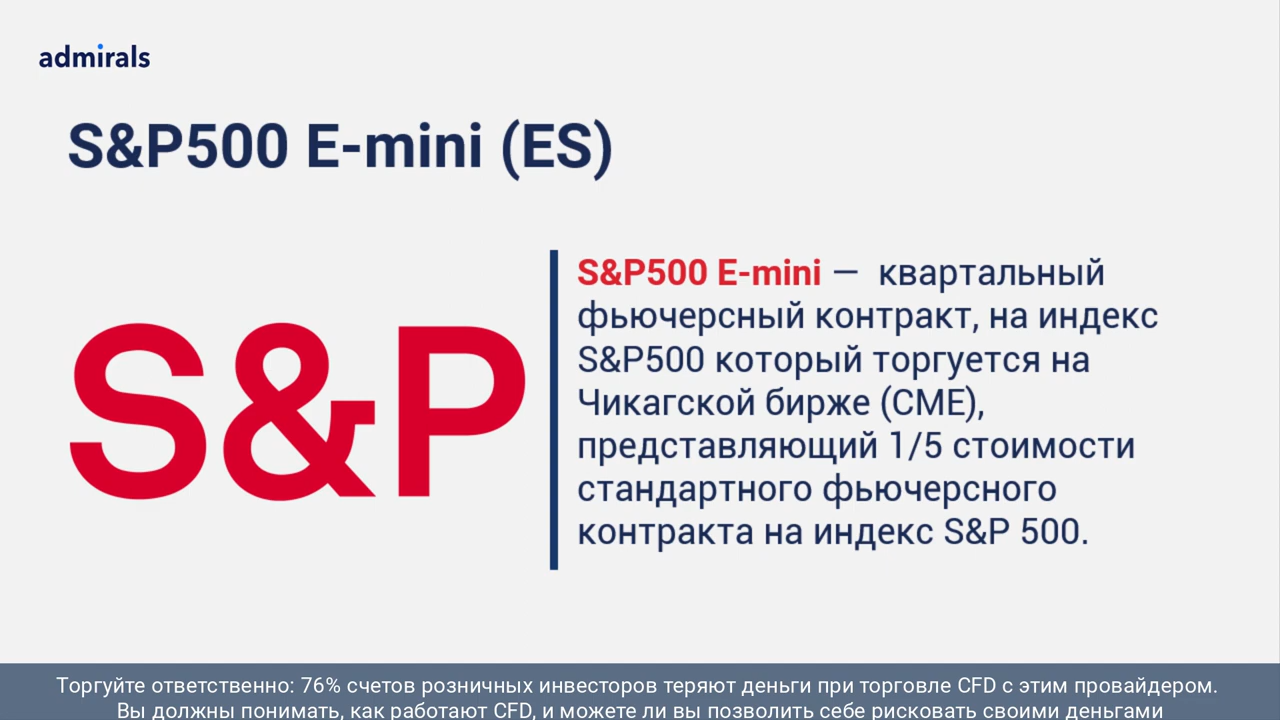 admirals
S&P500 E-mini (ES)
S&P
S&P500 E-mini — квартальный
фьючерсный контракт, на индекс
S&P500 который торгуется на
Чикагской бирже (CME),
представляющий 1/5 стоимости
стандартного фьючерсного
контракта на индекс S&P 500.
Торгуйте ответственно: 76% счетов розничных инвесторов теряют деньги при торговле CFD с этим провайдером.
Вы должны понимать, как работают CFD, и можете ли вы позволить себе рисковать своими деньгами